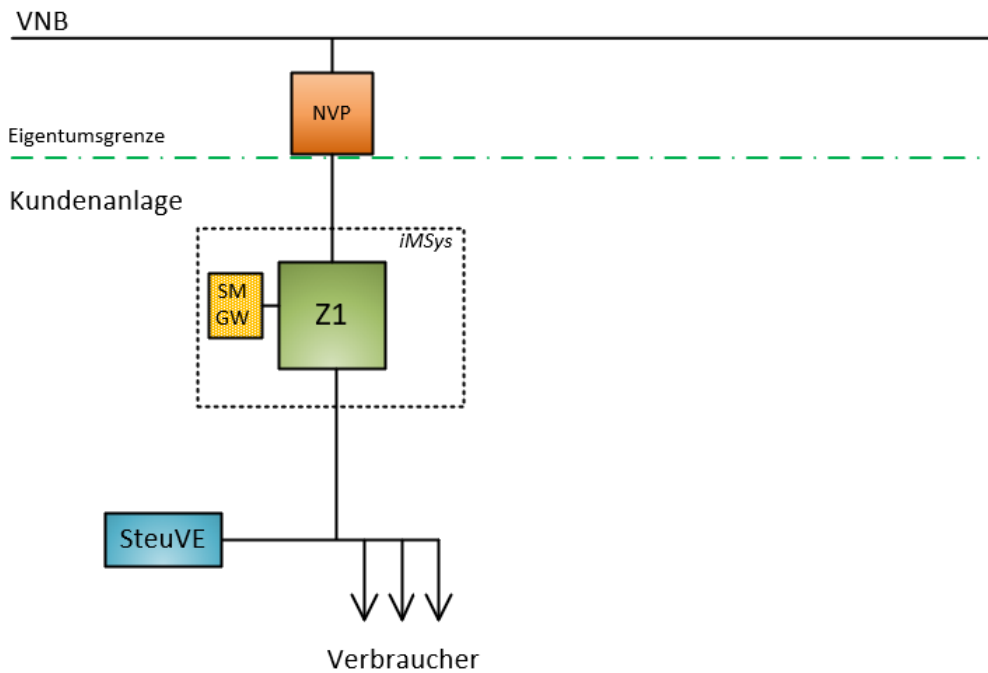 VNB
NVP
Eigentumsgrenze
Kundenanlage
iMSys
SM
GW
Z1
SteuVE
Verbraucher